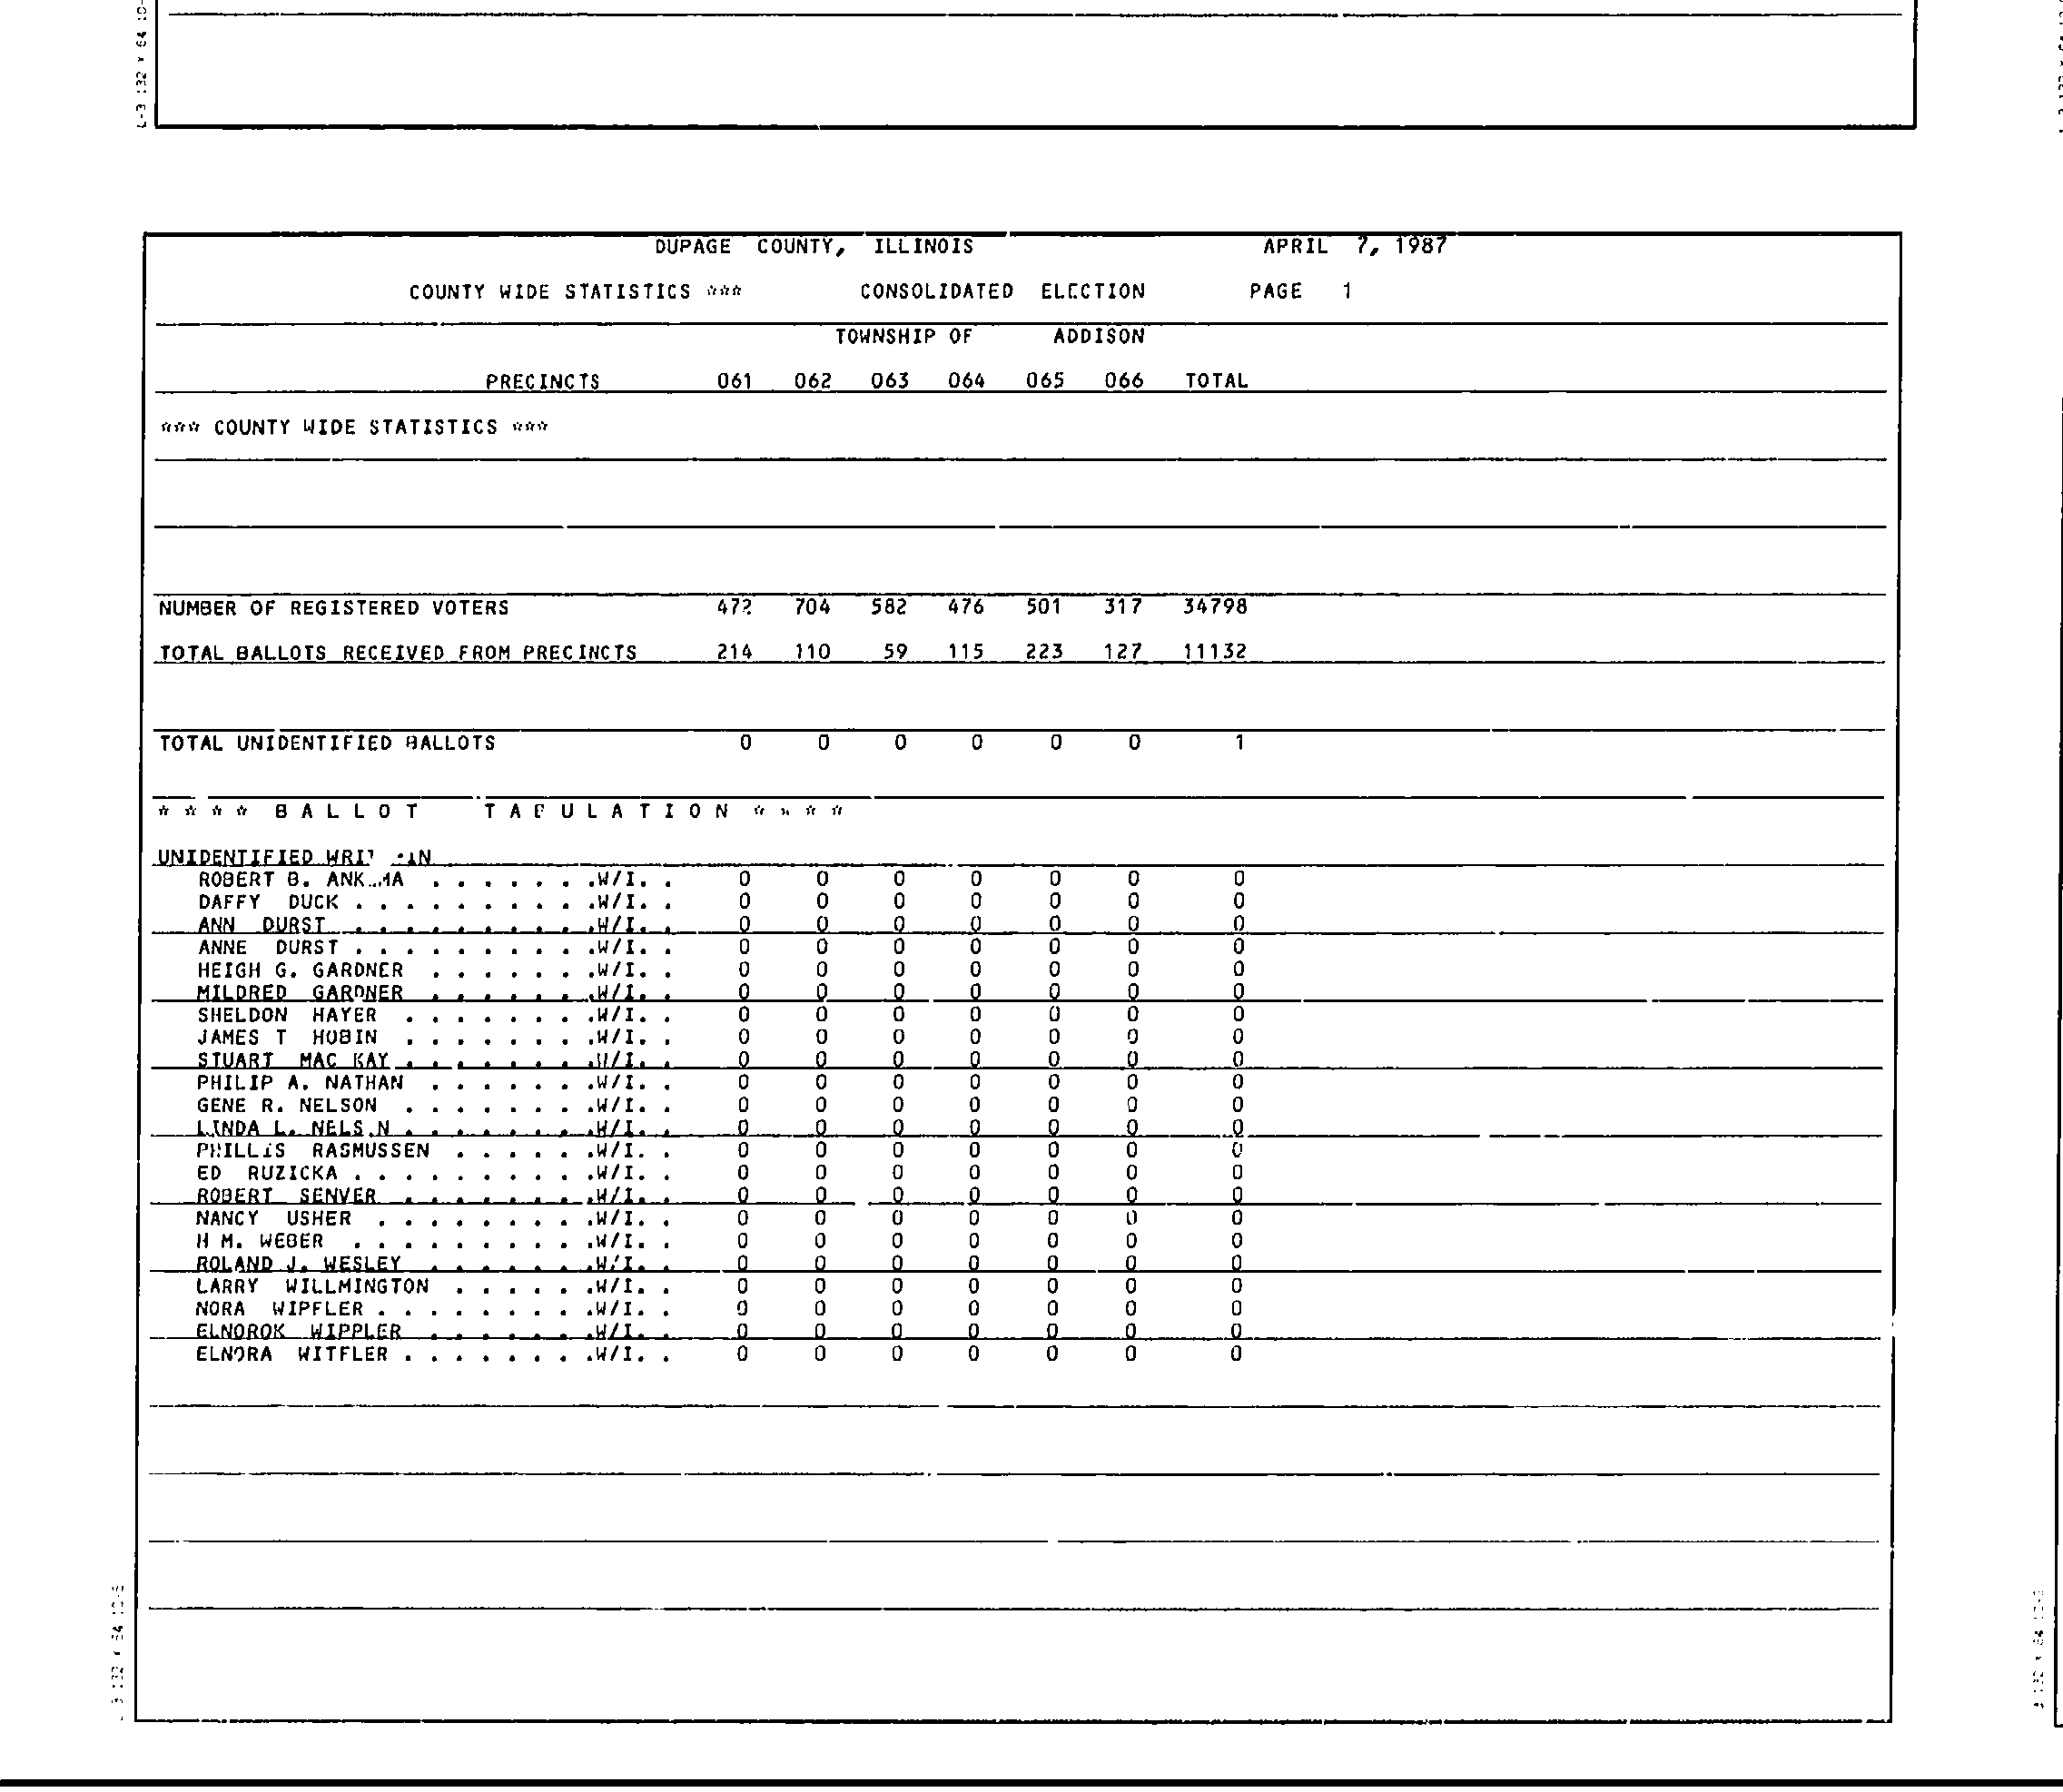 L-3 132 x 64 10-
DUPAGE COUNTY, ILLINOIS APRIL 7, 1987
COUNTY WIDE STATISTICS *** CONSOLIDATED ELECTION PAGE 1
TOWNSHIP OF ADDISON
PRECINCTS 061 062 063 064 065 066 TOTAL
*** COUNTY WIDE STATISTICS ***
NUMBER OF REGISTERED VOTERS 472 704 582 476 501 317 34798
TOTAL BALLOTS RECEIVED FROM PRECINCTS 214 110 59 115 223 127 11132
TOTAL UNIDENTIFIED BALLOTS 0 0 0 0 0 0 1
* * * * B A L L O T T A B U L A T I O N * * * *
UNIDENTIFIED
ROBERT B. . . . . . . .W/I. . 0 0 0 0 0 0 0
DAFFY DUCK . . . . . . . . . .W/I. . 0 0 0 0 0 0 0
ANN DURST . . . . . . . . . .W/I. . 0 0 0 0 0 0 0
ANNE DURST . . . . . . . . . .W/I. . 0 0 0 0 0 0 0
HEIGH G. GARDNER . . . . . . .W/I. . 0 0 0 0 0 0 0
MILDRED GARDNER . . . . . . .W/I. . 0 0 0 0 0 0 0
SHELDON HAYER . . . . . . . .W/I. . 0 0 0 0 0 0 0
JAMES T HOBIN . . . . . . . .W/I. . 0 0 0 0 0 0 0
STUART MAC KAY . . . . . . . .W/I. . 0 0 0 0 0 0 0
PHILIP A. NATHAN . . . . . . .W/I. . 0 0 0 0 0 0 0
GENE R. NELSON . . . . . . . .W/I. . 0 0 0 0 0 0 0
LINDA L. NELSON . . . . . . . .W/I. . 0 0 0 0 0 0 0
PHILLIS RASMUSSEN . . . . . .W/I. . 0 0 0 0 0 0 0
ED RUZICKA . . . . . . . . . .W/I. . 0 0 0 0 0 0 0
ROBERT SENVER . . . . . . . .W/I. . 0 0 0 0 0 0 0
NANCY USHER . . . . . . . . .W/I. . 0 0 0 0 0 0 0
H M. WEBER . . . . . . . . . .W/I. . 0 0 0 0 0 0 0
ROLAND J. WESLEY . . . . . . .W/I. . 0 0 0 0 0 0 0
LARRY WILLMINGTON . . . . . .W/I. . 0 0 0 0 0 0 0
NORA WIPFLER . . . . . . . . .W/I. . 0 0 0 0 0 0 0
ELNOROK WIPPLER . . . . . . .W/I. . 0 0 0 0 0 0 0
ELNORA WITFLER . . . . . . . .W/I. . 0 0 0 0 0 0 0